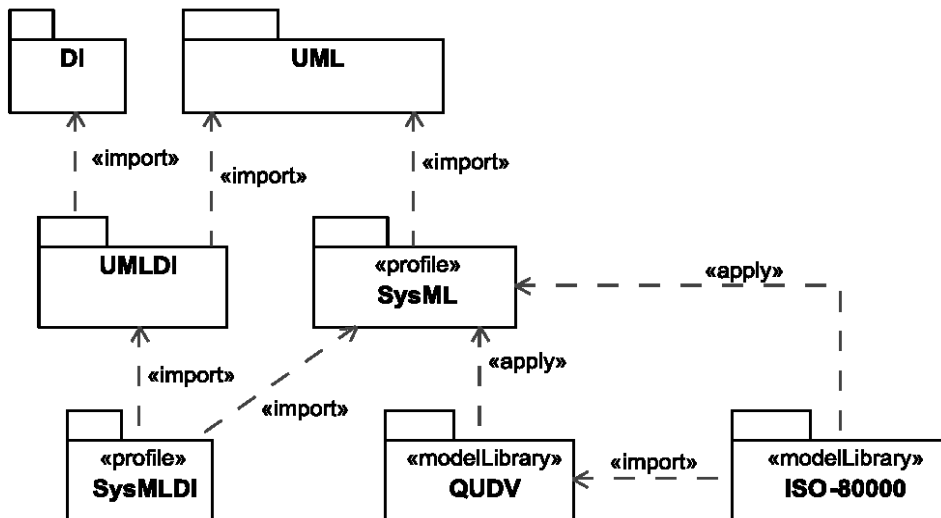 DI
UML
«import»
«import»
«import»
UMLDI
«profile»
SysML
«apply»
«import»
«apply»
«import»
«profile»
SysMLDI
«modelLibrary»
QUDV
«import»
«modelLibrary»
ISO-80000